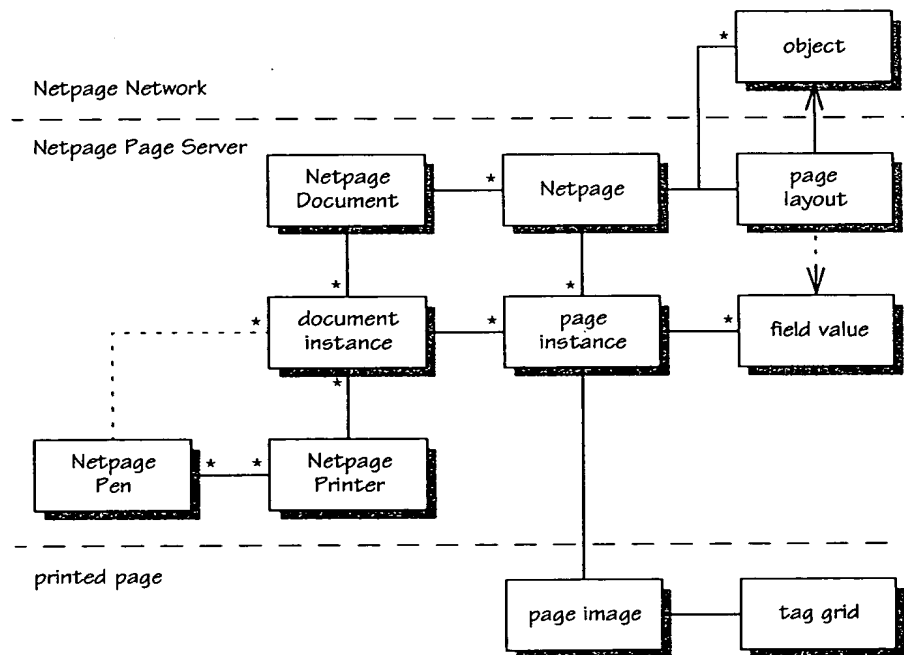 *
object
Netpage Network
Netpage Page Server
Netpage
Document
*
Netpage
page
layout
*
*
*
document
instance
*
page
instance
*
field value
*
Netpage
Pen
*
*
Netpage
Printer
printed page
page image
tag grid